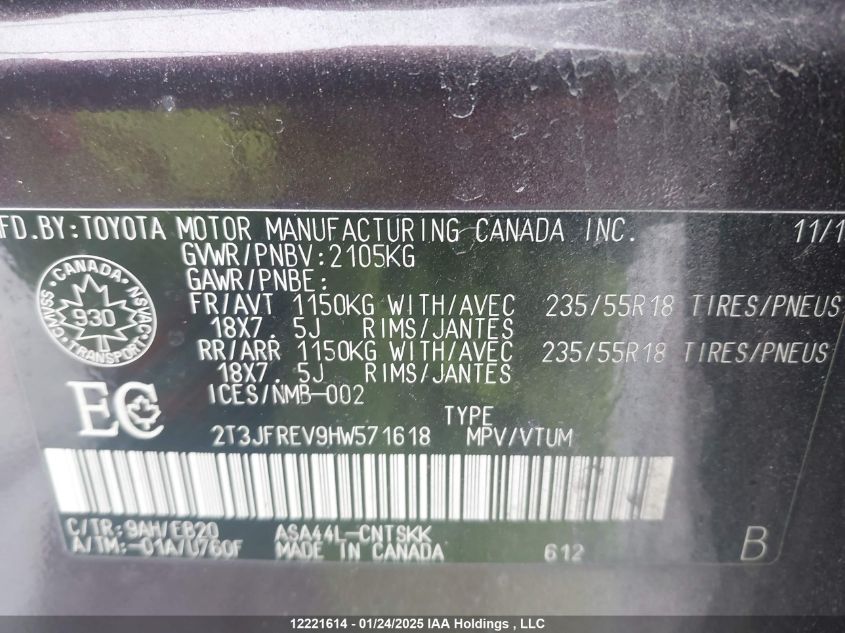 FD.BY:TOYOTA MOTOR MANUFACTURING CANADA INC. 11/1
GVWR/PNBV:2105KG
GAWR/PNBE:
FR/AVT 1150KG WITH/AVEC 235/55R18 TIRES/PNEUS
18X7.5J RIMS/JANTES
RR/ARR 1150KG WITH/AVEC 235/55R18 TIRES/PNEUS
18X7.5J RIMS/JANTES
ICES/NMB-002
CANADA
CMVSS 930 NSVAC
TRANSPORT
EC
TYPE
2T3JFREV9HW571618 MPV/VTUM
C/TR:9AH/EB20 ASA44L-CNTSKK
A/TM:-01A/U760F MADE IN CANADA 612 B
12221614 - 01/24/2025 IAA Holdings , LLC